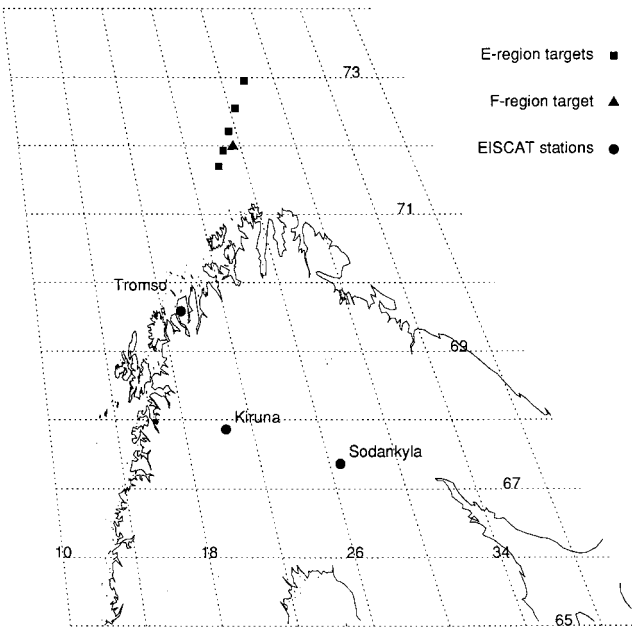 E-region targets
73
F-region target
EISCAT stations
71
Tromso
69
Kiruna
Sodankyla
67
10
18
26
34
65